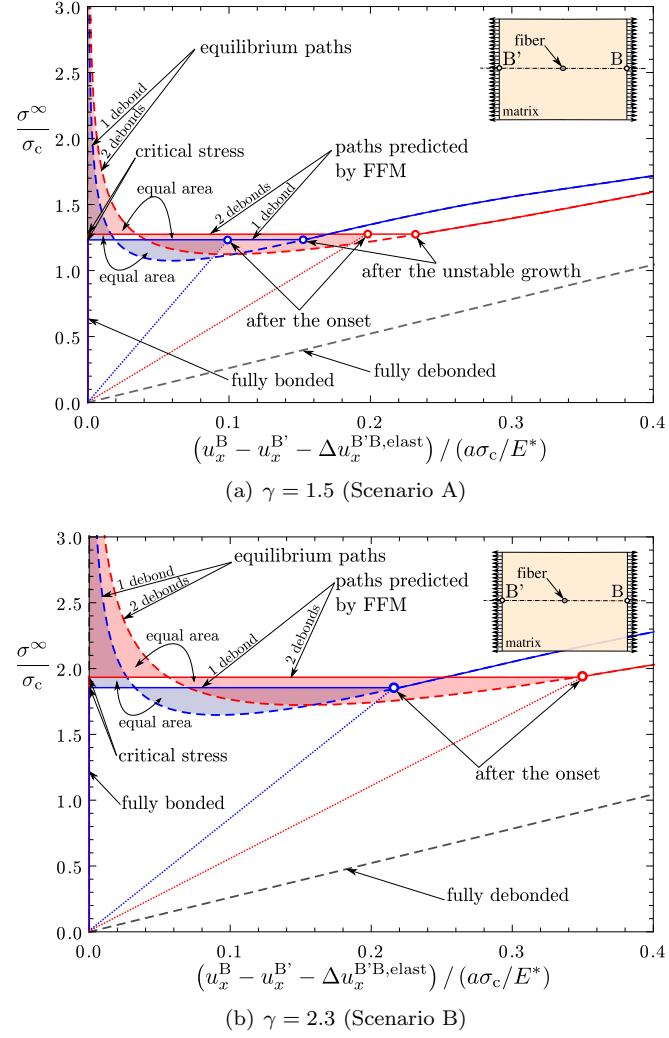 3.0
2.5
2.0
1.5
1.0
0.5
0.0
σ∞/σc
equilibrium paths
1 debond
2 debonds
critical stress
equal area
equal area
paths predicted
by FFM
2 debonds
1 debond
after the unstable growth
after the onset
fully bonded
fully debonded
fiber
B' B
matrix
0.0 0.1 0.2 0.3 0.4
(u_x^B − u_x^B' − Δu_x^B'B,elast) / (aσc/E*)
(a) γ = 1.5 (Scenario A)
3.0
2.5
2.0
1.5
1.0
0.5
0.0
σ∞/σc
equilibrium paths
1 debond
2 debonds
paths predicted
by FFM
equal area
1 debond
2 debonds
equal area
critical stress
after the onset
fully bonded
fully debonded
fiber
B' B
matrix
0.0 0.1 0.2 0.3 0.4
(u_x^B − u_x^B' − Δu_x^B'B,elast) / (aσc/E*)
(b) γ = 2.3 (Scenario B)